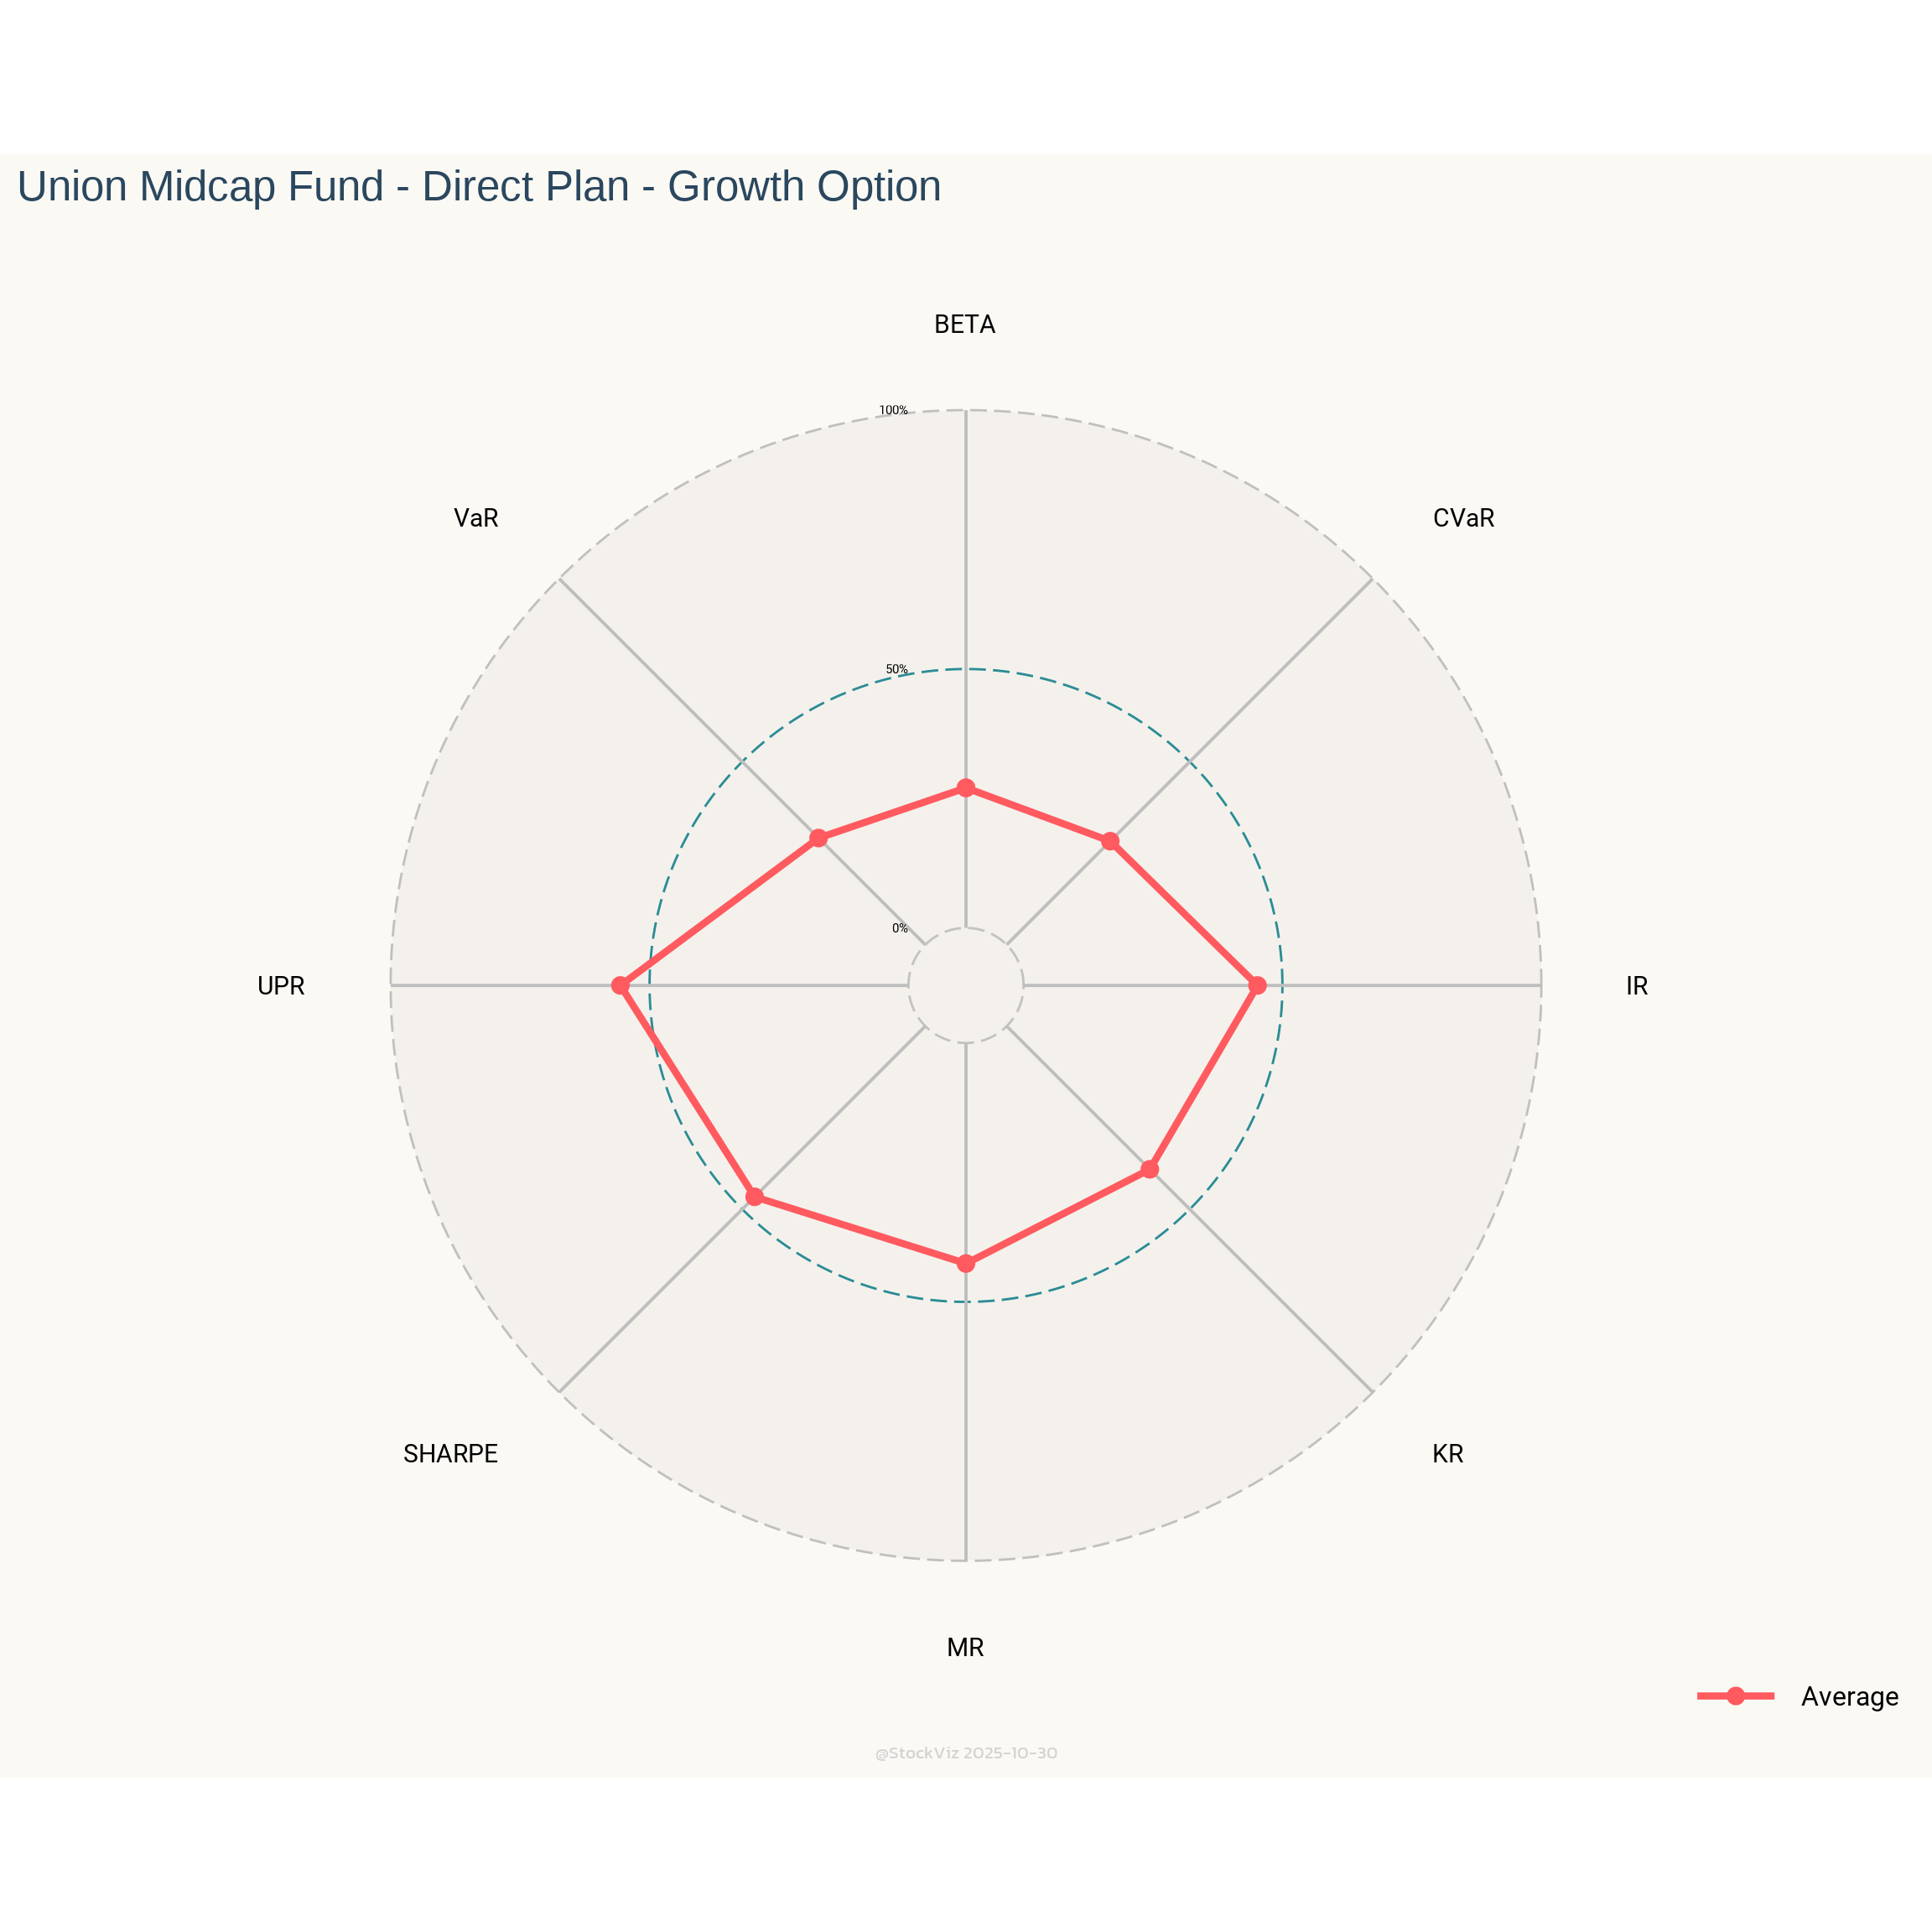 Union Midcap Fund - Direct Plan - Growth Option
BETA
100%
VaR
CVaR
50%
0%
UPR
IR
SHARPE
KR
MR
Average
@StockViz 2025-10-30